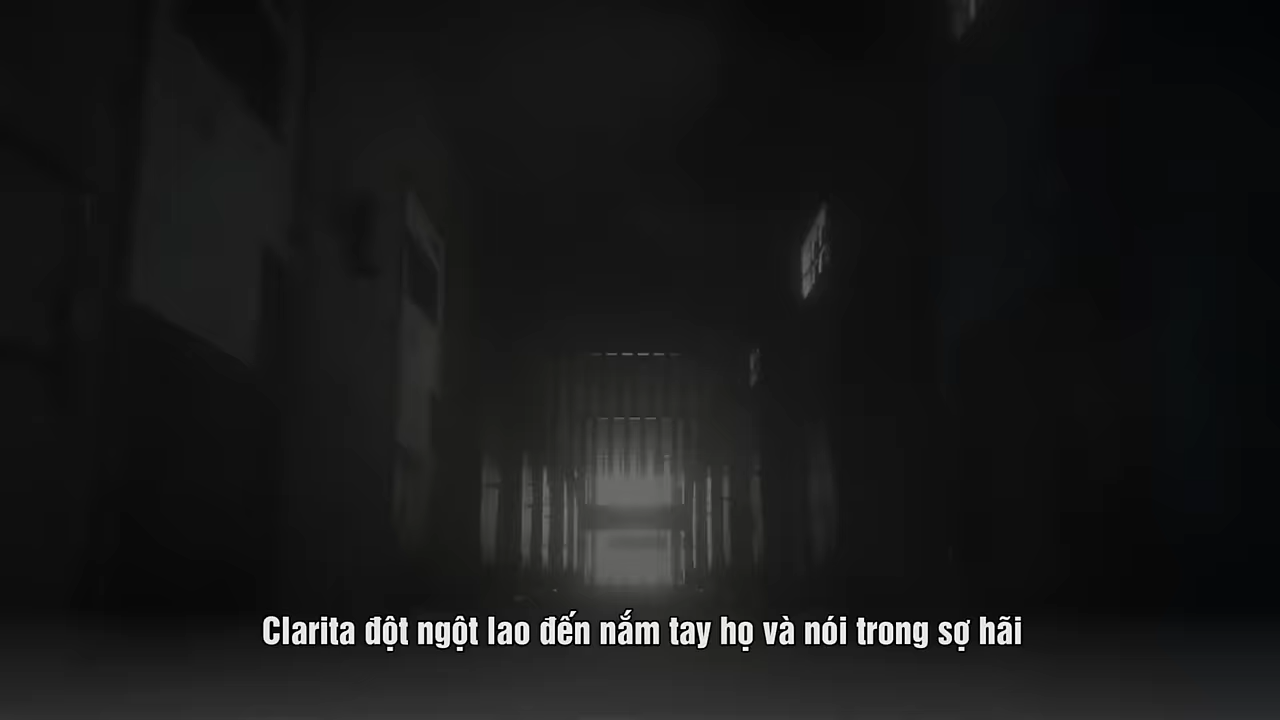 Clarita đột ngột lao đến nắm tay họ và nói trong sợ hãi